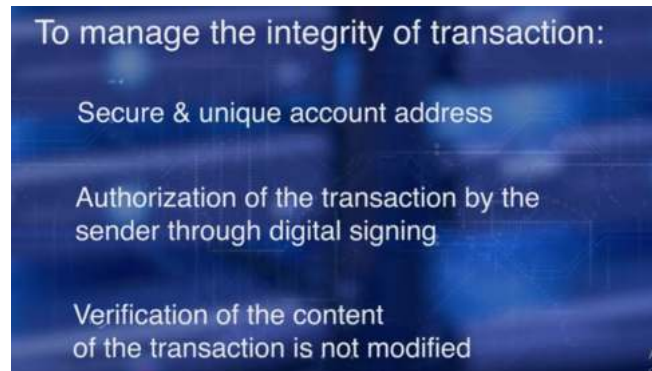 To manage the integrity of transaction:
Secure & unique account address
Authorization of the transaction by the
sender through digital signing
Verification of the content
of the transaction is not modified